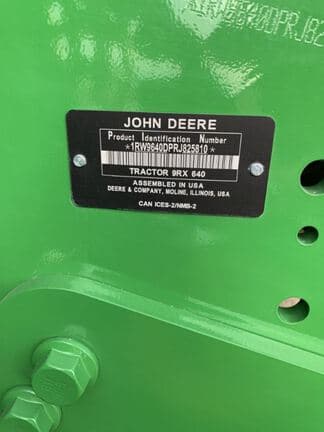 1RW9640DPRJ825
JOHN DEERE
Product Identification Number
*1RW9640DPRJ825810*
TRACTOR 9RX 640
ASSEMBLED IN USA
DEERE & COMPANY, MOLINE, ILLINOIS, USA
CAN ICES-2/NMB-2